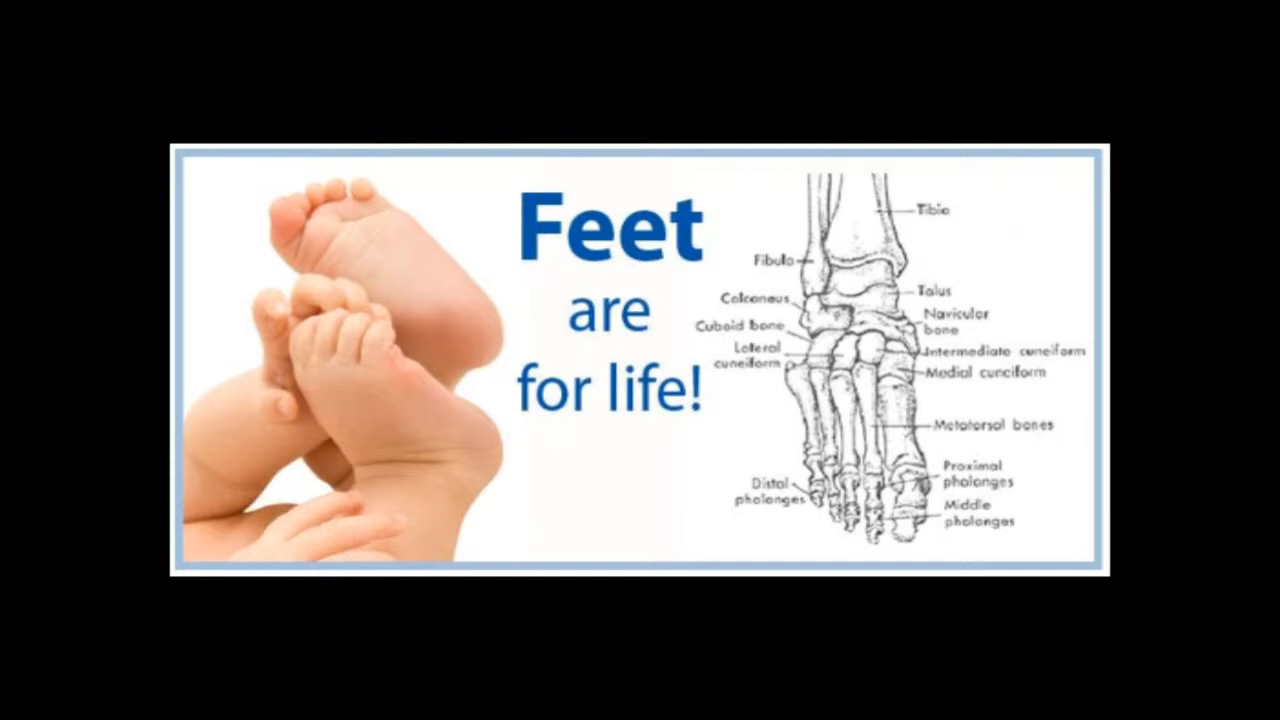 Feet
are
for life!
Tibia
Fibula
Talus
Calcaneus
Navicular
bone
Cuboid bone
Lateral
cuneiform
Intermediate cuneiform
Medial cuneiform
Metatarsal bones
Proximal
phalanges
Distal
phalanges
Middle
phalanges